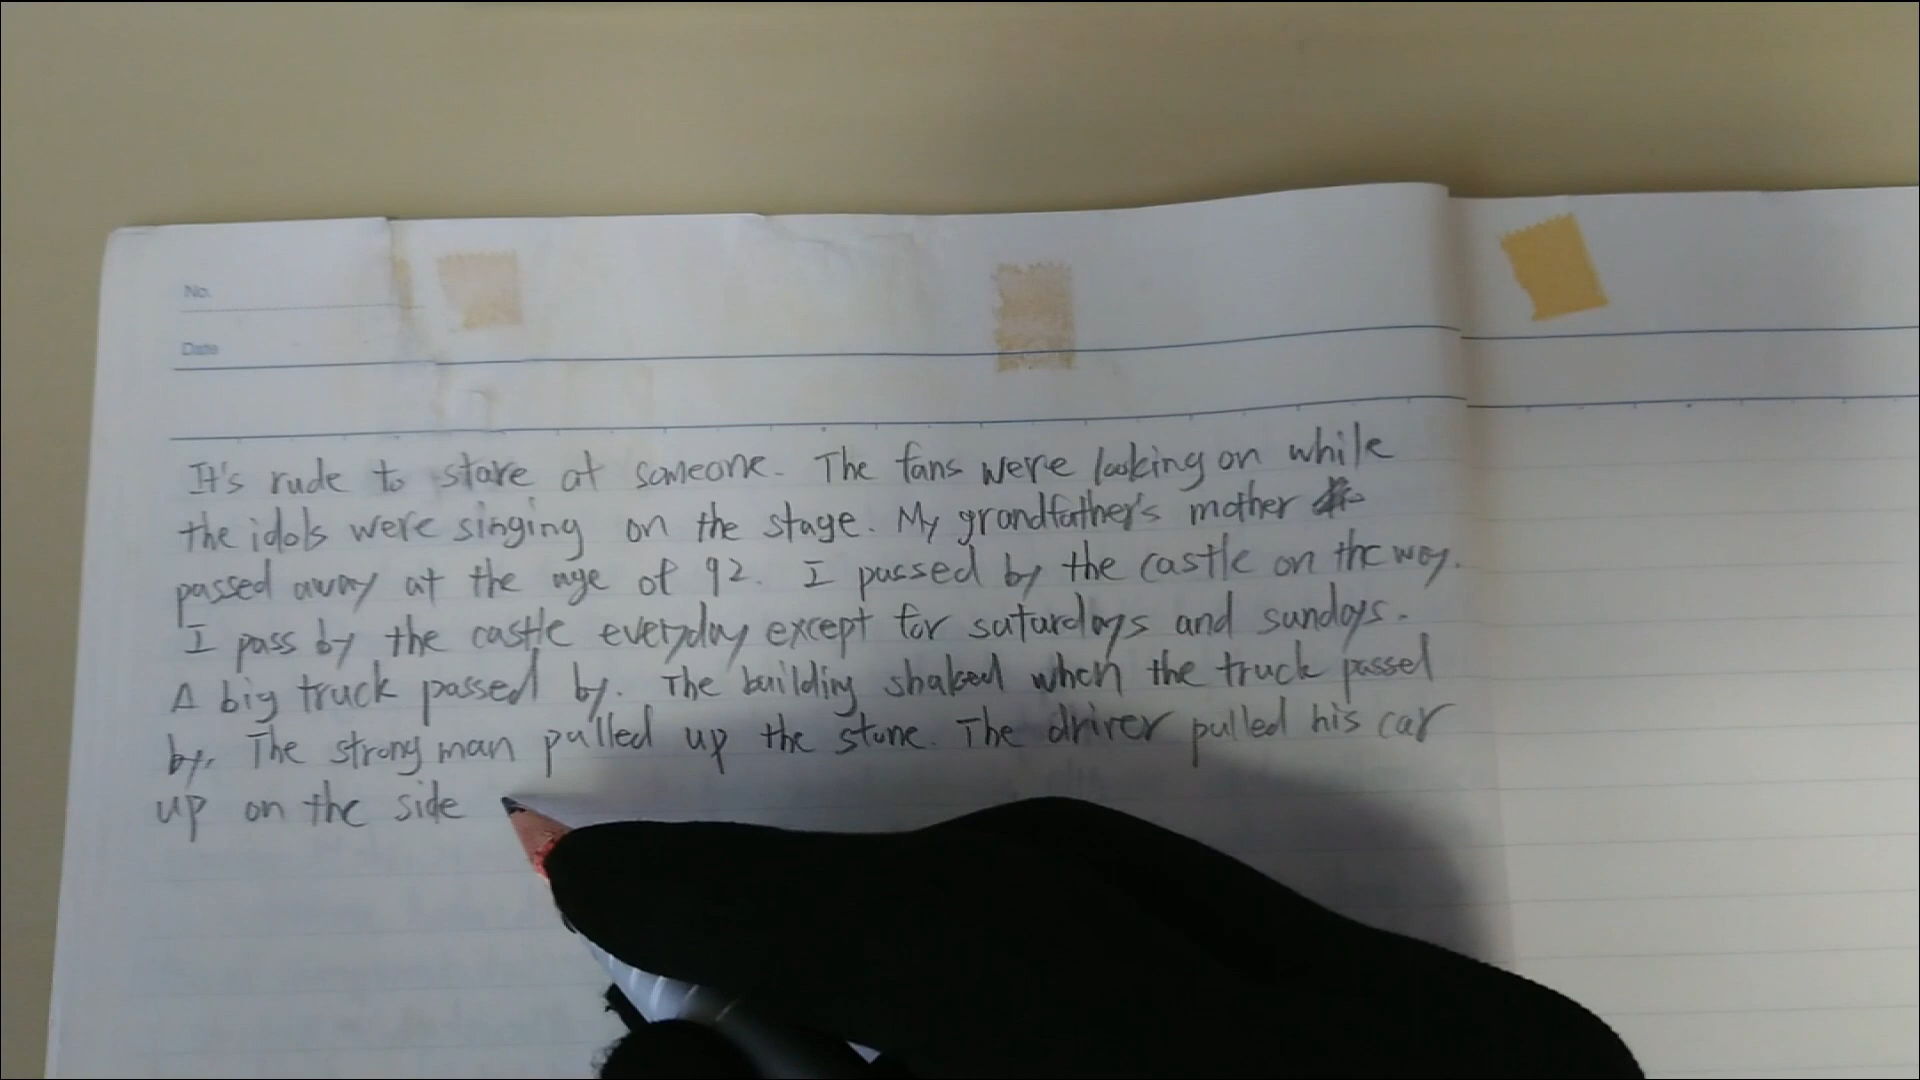 No.
Date
It's rude to stare at someone. The fans were looking on while
the idols were singing on the stage. My grandfather's mother
passed away at the age of 92. I passed by the castle on the way.
I pass by the castle everyday except for saturdays and sundays.
A big truck passed by. The building shaked when the truck passed
by. The strong man pulled up the stone. The driver pulled his car
up on the side